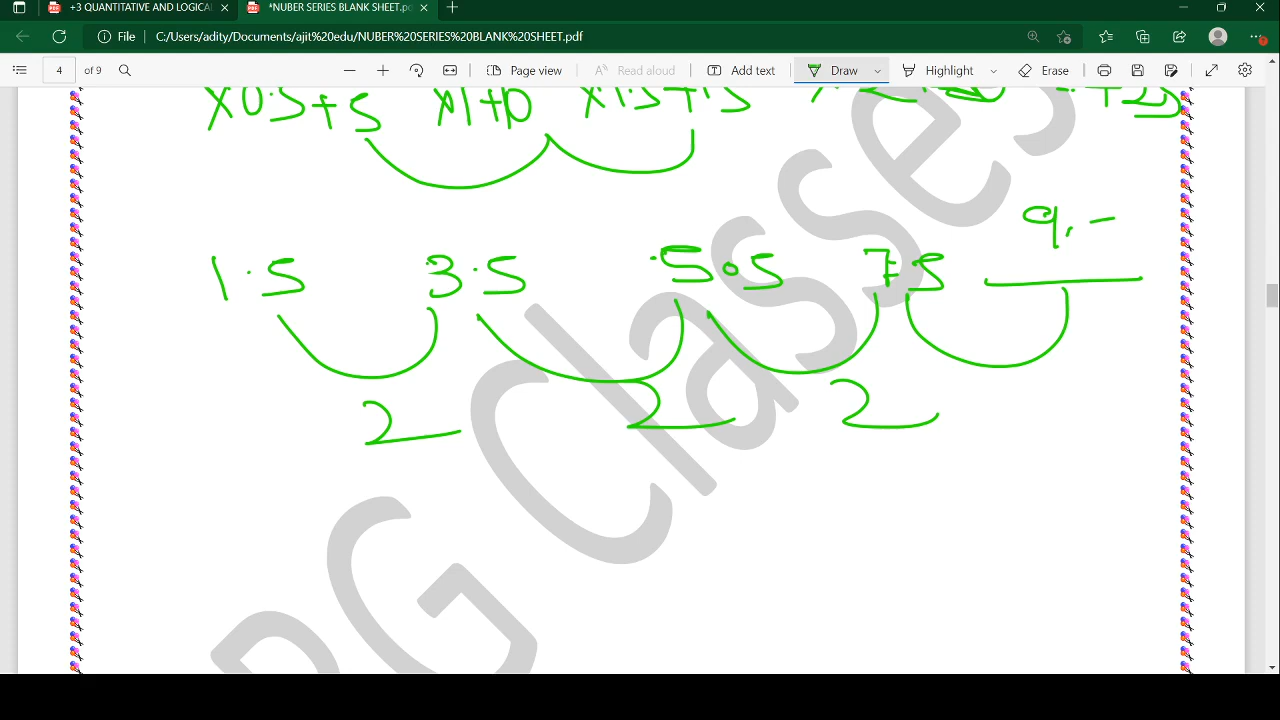 +3 QUANTITATIVE AND LOGICAL
*NUBER SERIES BLANK SHEET.pd
File C:/Users/adity/Documents/ajit%20edu/NUBER%20SERIES%20BLANK%20SHEET.pdf
4 of 9 Page view Read aloud Add text Draw Highlight Erase
x0.5+5 x1+10 x1.5+15
9.
1.5 3.5 5.5 7.5
2 2 2
PG Classes